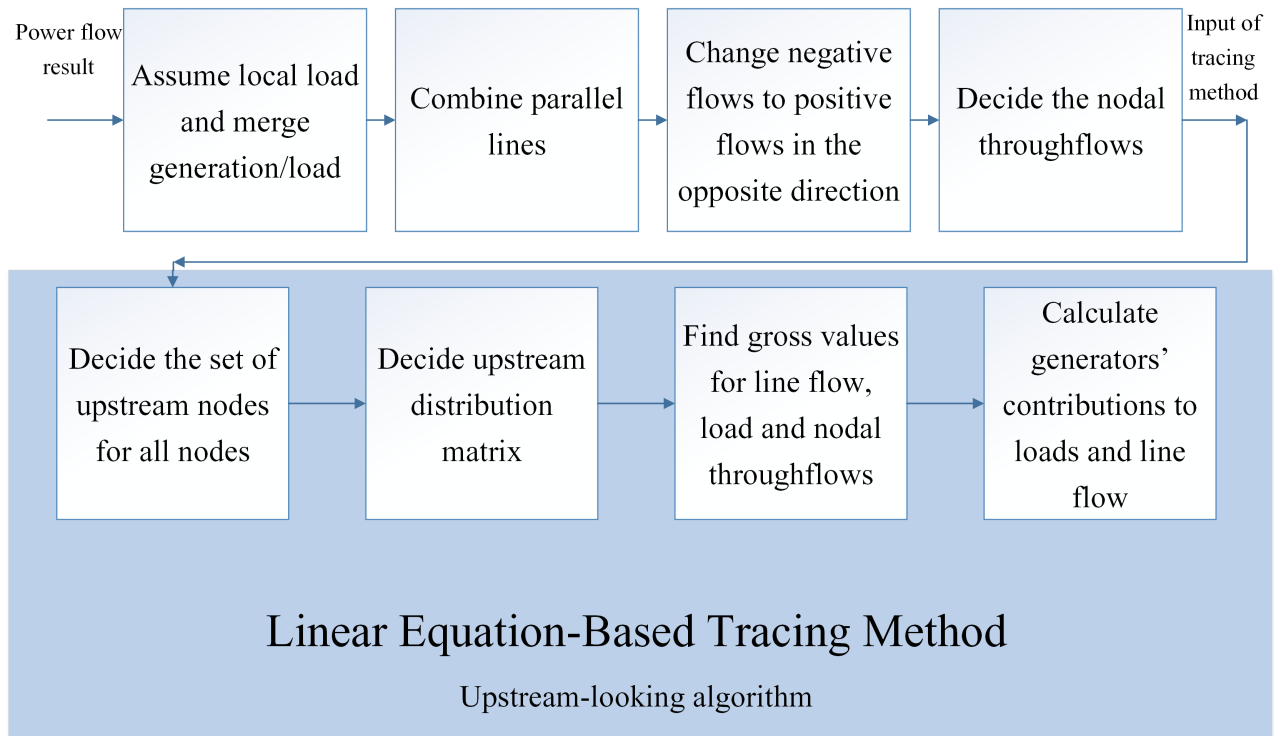 Power flow
result
Assume local load
and merge
generation/load
Combine parallel
lines
Change negative
flows to positive
flows in the
opposite direction
Decide the nodal
throughflows
Input of
tracing
method
Decide the set of
upstream nodes
for all nodes
Decide upstream
distribution
matrix
Find gross values
for line flow,
load and nodal
throughflows
Calculate
generators’
contributions to
loads and line
flow
Linear Equation-Based Tracing Method
Upstream-looking algorithm